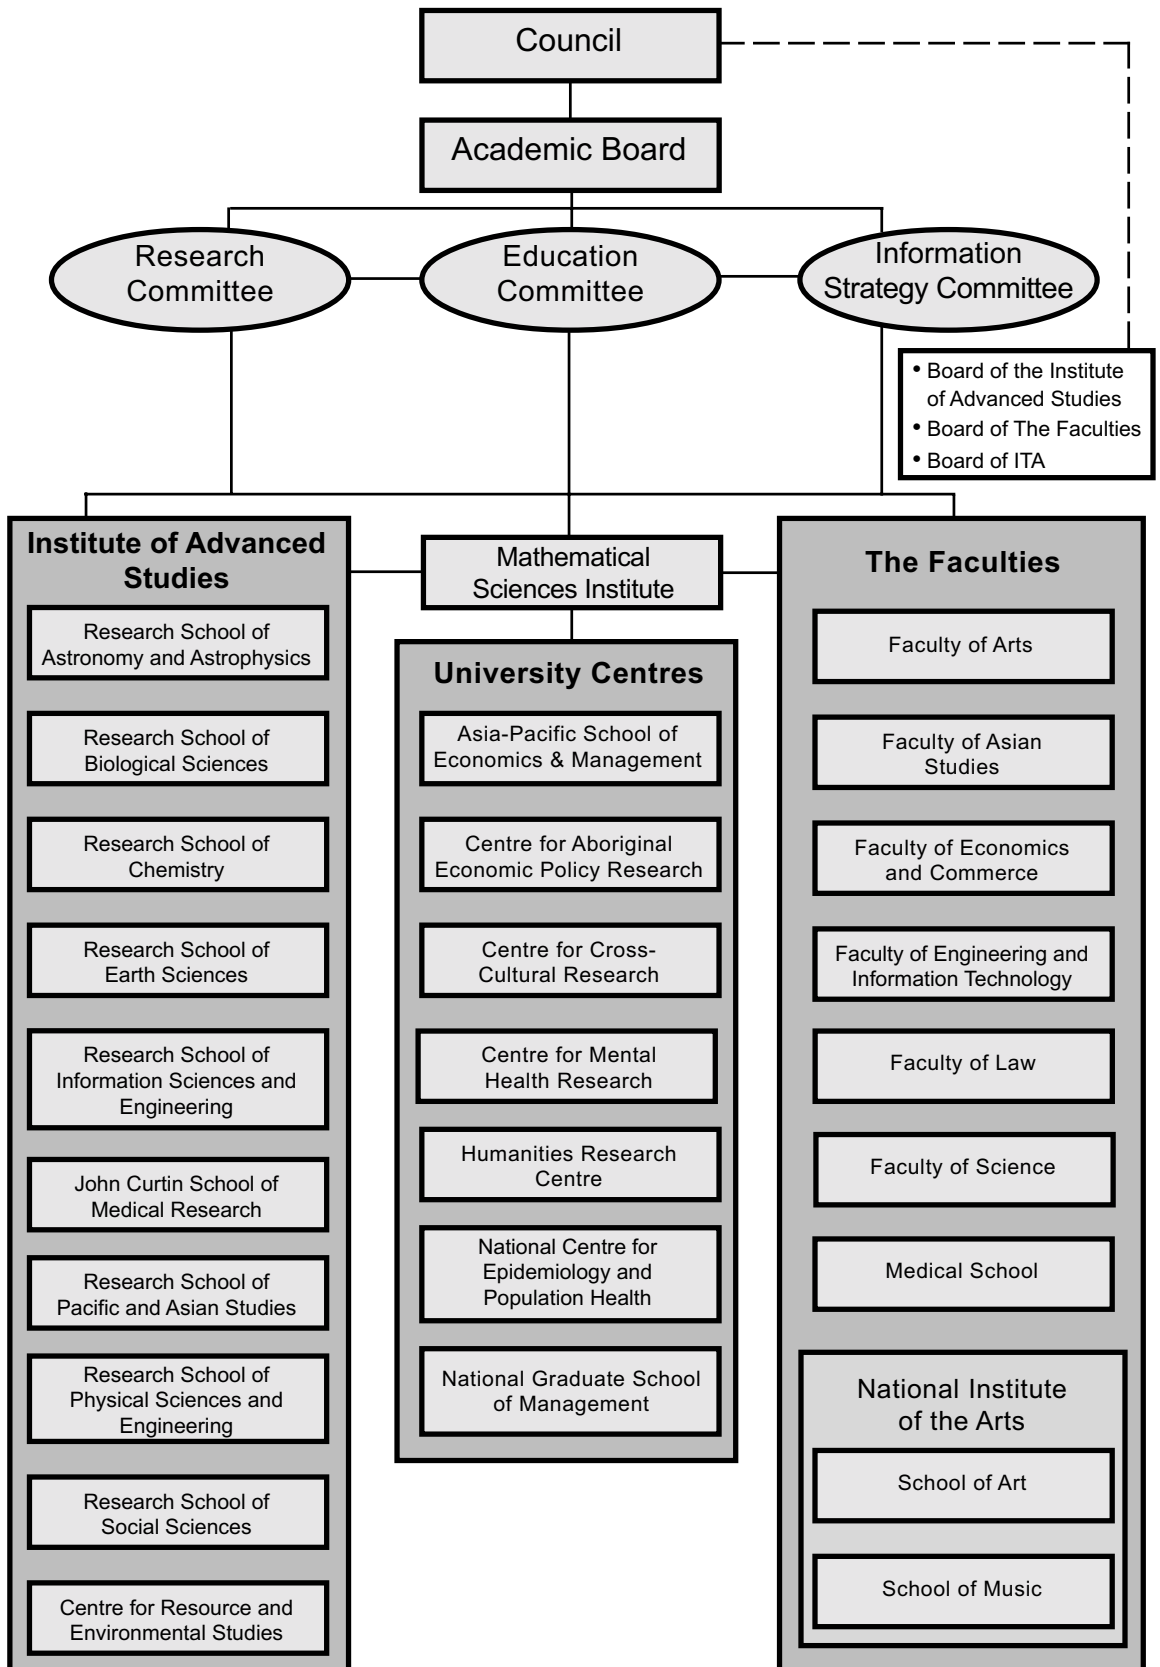 Council
Academic Board
Research
Committee
Education
Committee
Information
Strategy Committee
• Board of the Institute
of Advanced Studies
• Board of The Faculties
• Board of ITA
Institute of Advanced
Studies
Research School of
Astronomy and Astrophysics
Research School of
Biological Sciences
Research School of
Chemistry
Research School of
Earth Sciences
Research School of
Information Sciences and
Engineering
John Curtin School of
Medical Research
Research School of
Pacific and Asian Studies
Research School of
Physical Sciences and
Engineering
Research School of
Social Sciences
Centre for Resource and
Environmental Studies
Mathematical
Sciences Institute
University Centres
Asia-Pacific School of
Economics & Management
Centre for Aboriginal
Economic Policy Research
Centre for Cross-
Cultural Research
Centre for Mental
Health Research
Humanities Research
Centre
National Centre for
Epidemiology and
Population Health
National Graduate School
of Management
The Faculties
Faculty of Arts
Faculty of Asian
Studies
Faculty of Economics
and Commerce
Faculty of Engineering and
Information Technology
Faculty of Law
Faculty of Science
Medical School
National Institute
of the Arts
School of Art
School of Music